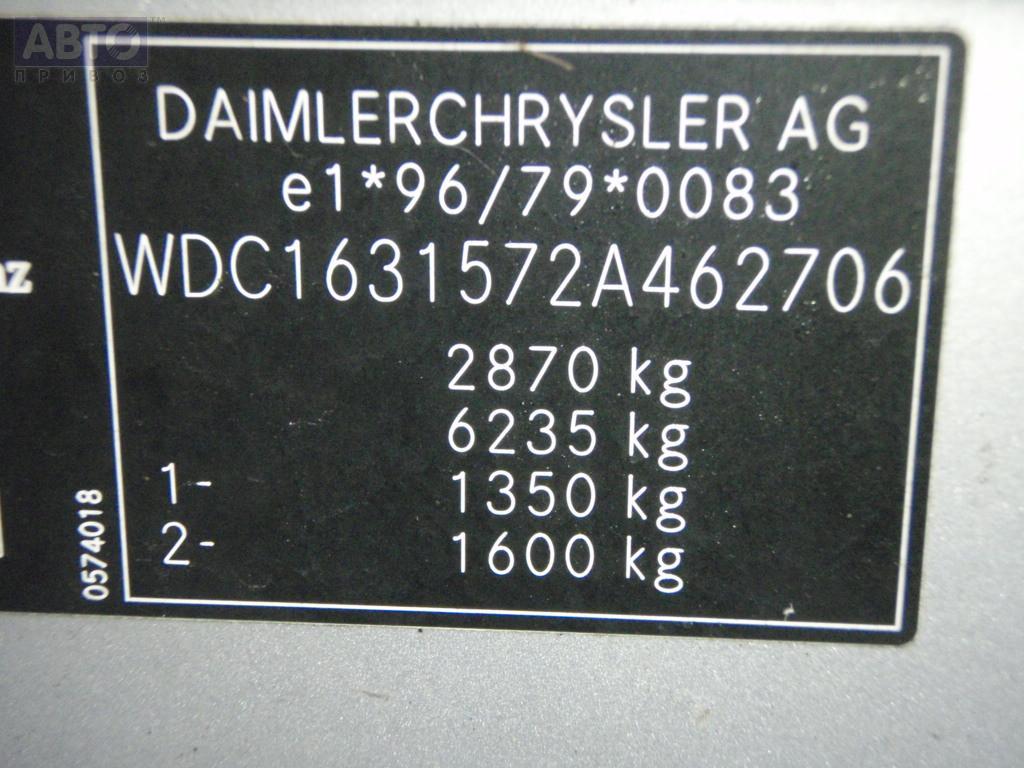 АВТО™
ПРИВОЗ
DAIMLERCHRYSLER AG
e1*96/79*0083
WDC1631572A462706
2870 kg
6235 kg
1- 1350 kg
2- 1600 kg
0574018